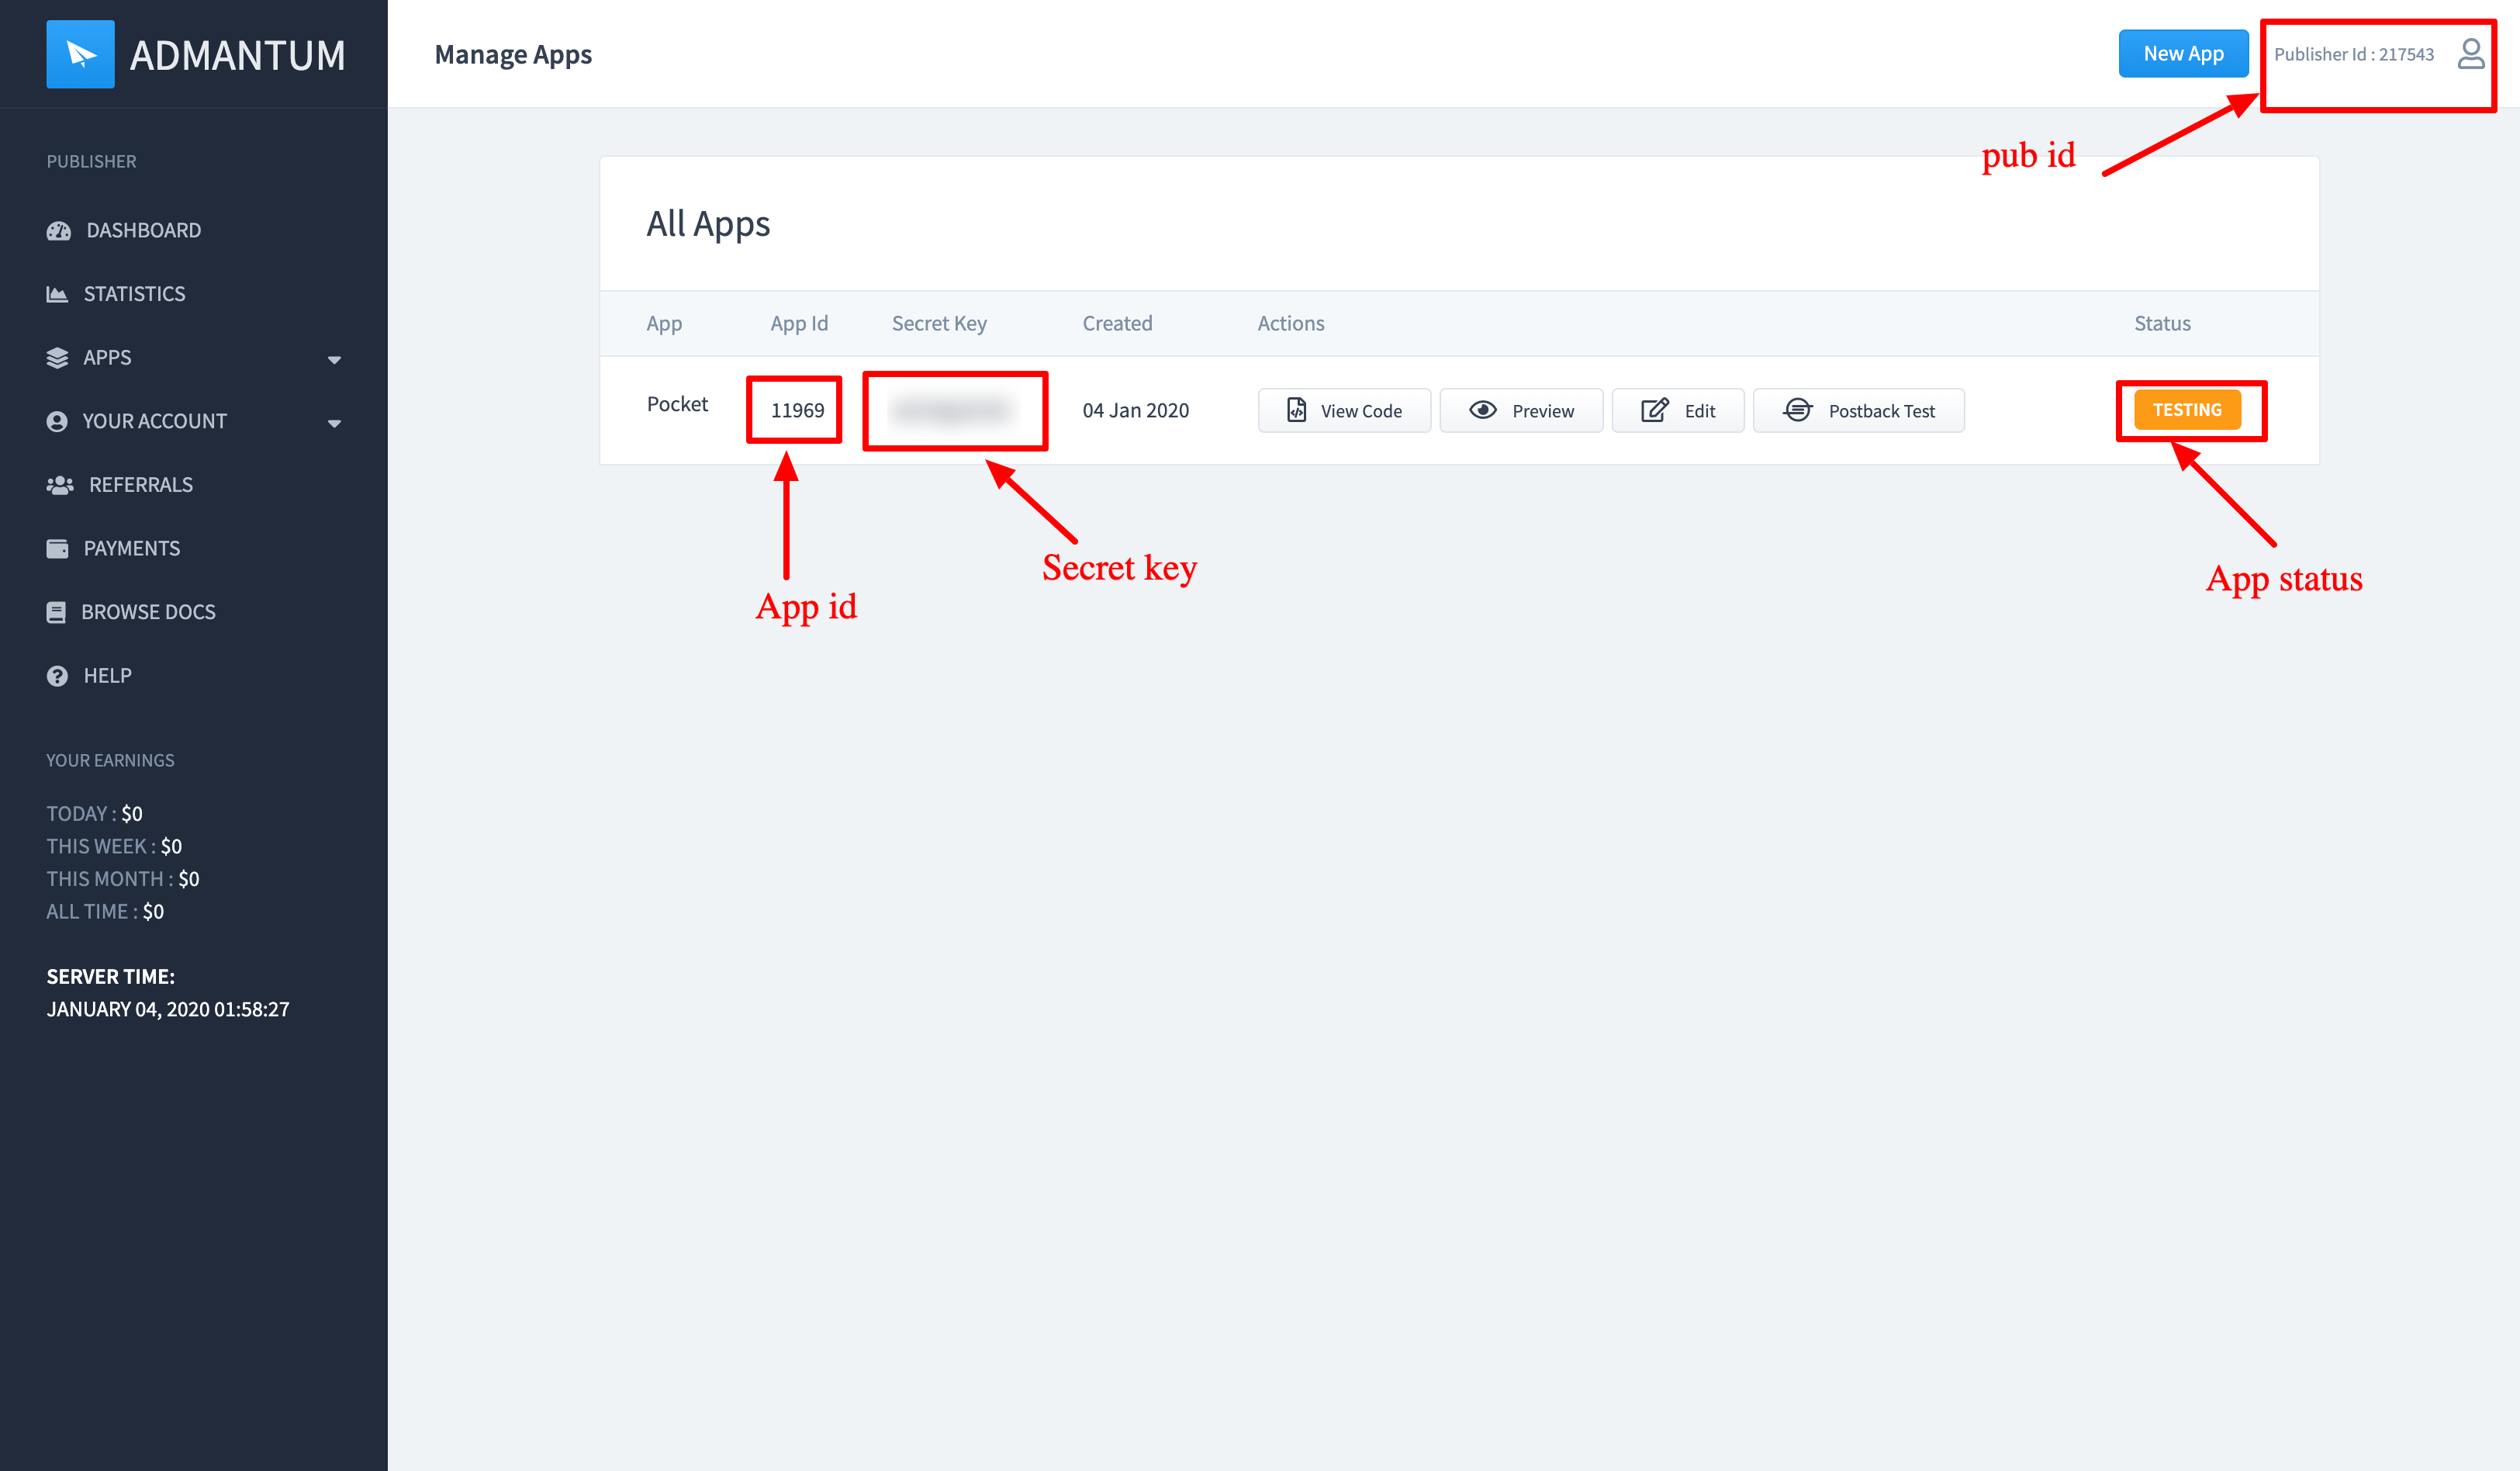 ADMANTUM
Manage Apps
New App
Publisher Id : 217543
pub id
PUBLISHER
DASHBOARD
STATISTICS
APPS
YOUR ACCOUNT
REFERRALS
PAYMENTS
BROWSE DOCS
HELP
YOUR EARNINGS
TODAY : $0
THIS WEEK : $0
THIS MONTH : $0
ALL TIME : $0
SERVER TIME:
JANUARY 04, 2020 01:58:27
All Apps
App App Id Secret Key Created Actions Status
Pocket 11969 04 Jan 2020 View Code Preview Edit Postback Test TESTING
App id
Secret key
App status